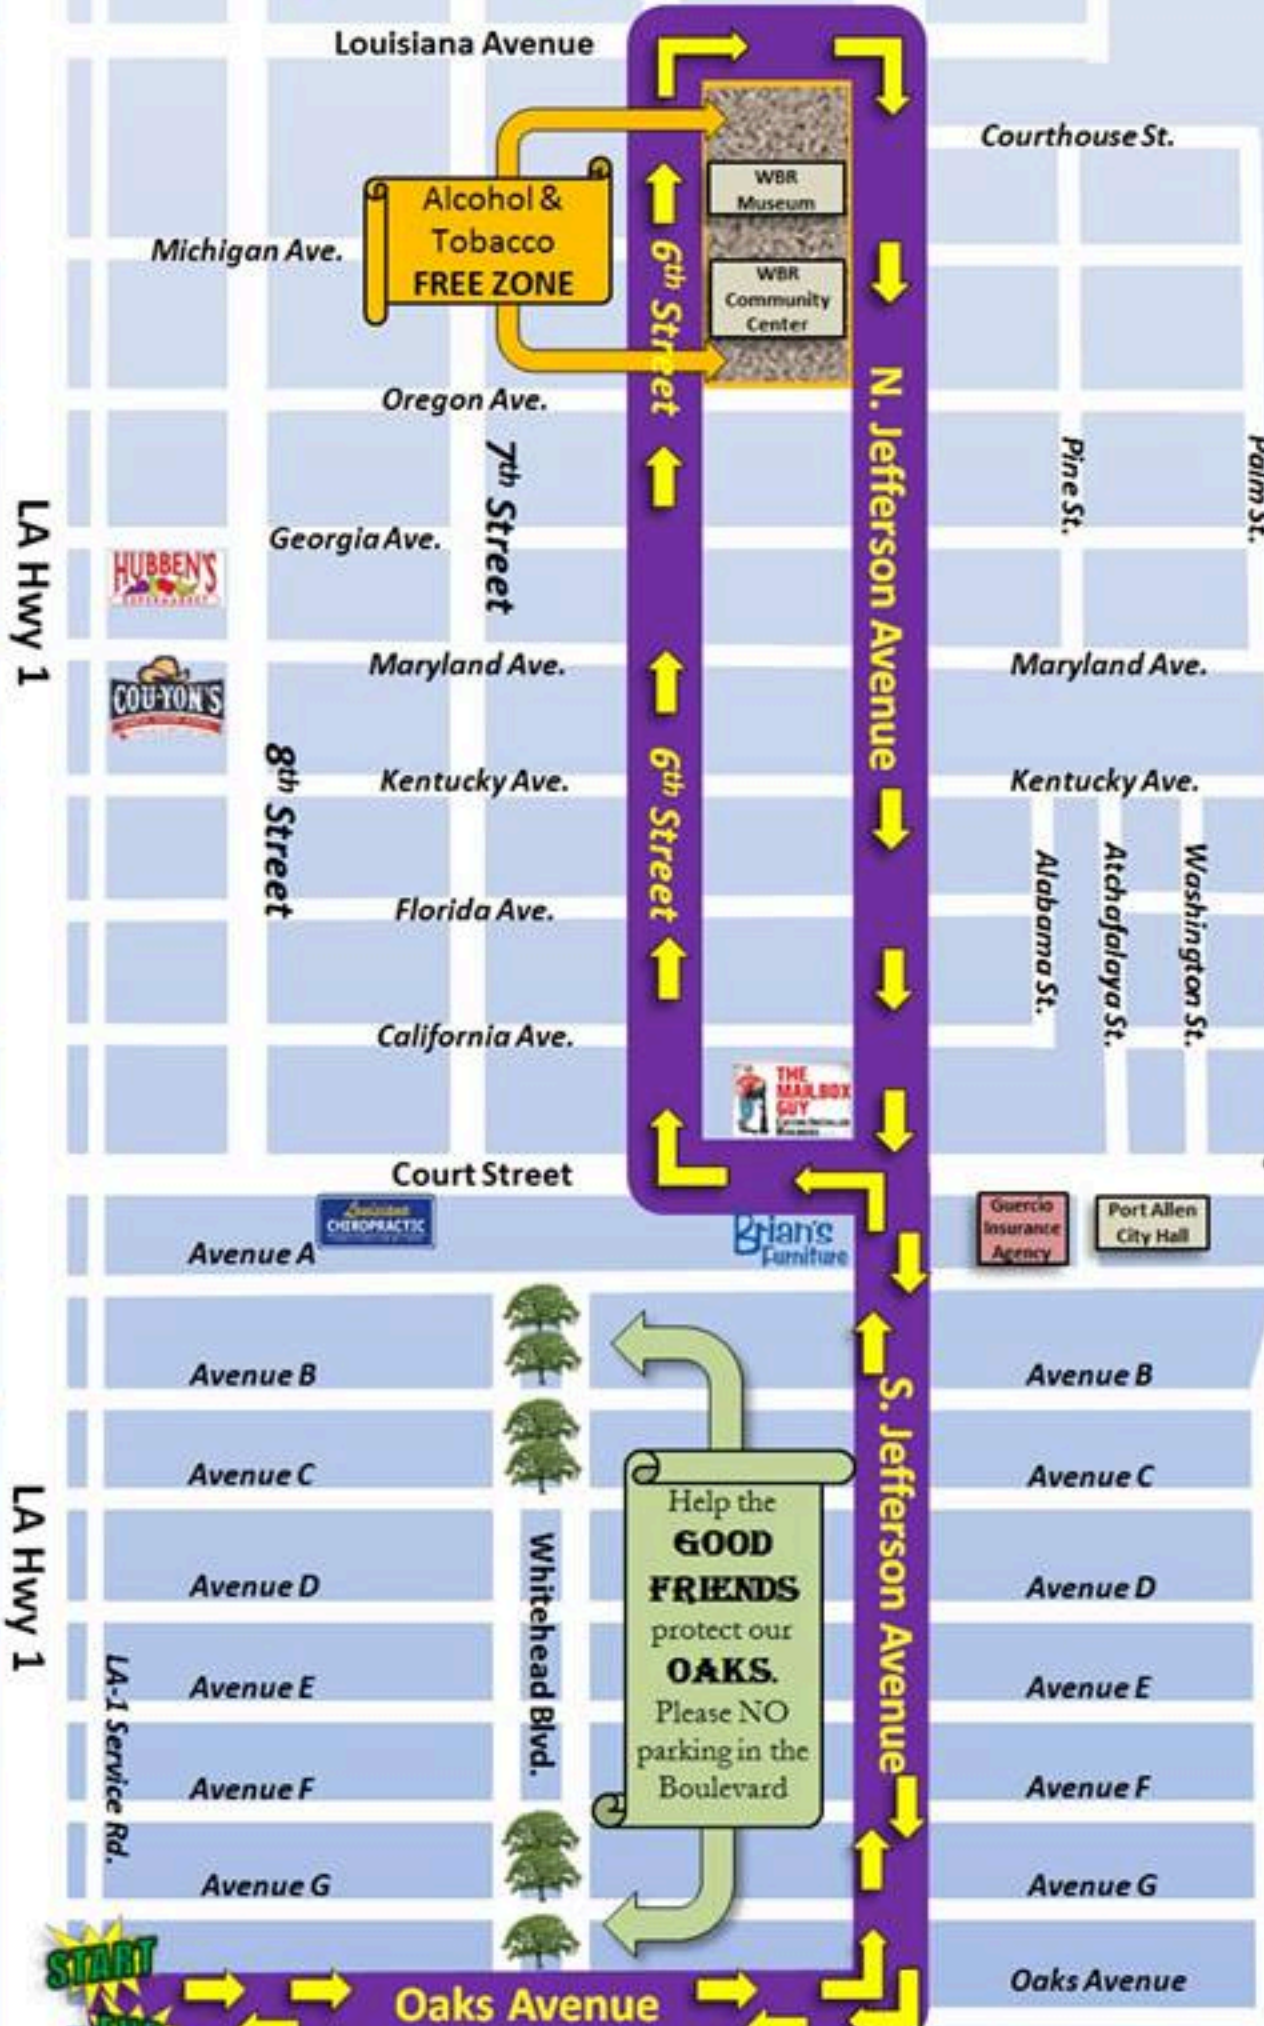 Louisiana Avenue
Courthouse St.
WBR
Museum
Alcohol &
Tobacco
FREE ZONE
Michigan Ave.
6th Street
WBR
Community
Center
N. Jefferson Avenue
Oregon Ave.
7th Street
Pine St.
Palm St.
LA Hwy 1
Georgia Ave.
HUBBEN'S
SUPERMARKET
Maryland Ave.
Maryland Ave.
COU-YON'S
8th Street
Kentucky Ave.
6th Street
Kentucky Ave.
Alabama St.
Atchafalaya St.
Washington St.
Florida Ave.
California Ave.
THE
MAILBOX
GUY
Court Street
Louisiana
CHIROPRACTIC
Brian's
Furniture
Guercio
Insurance
Agency
Port Allen
City Hall
Avenue A
Avenue B
Avenue B
S. Jefferson Avenue
Avenue C
Avenue C
Help the
GOOD
FRIENDS
protect our
OAKS.
Please NO
parking in the
Boulevard
LA Hwy 1
Whitehead Blvd.
Avenue D
Avenue D
Avenue E
Avenue E
LA-1 Service Rd.
Avenue F
Avenue F
Avenue G
Avenue G
START
Oaks Avenue
Oaks Avenue